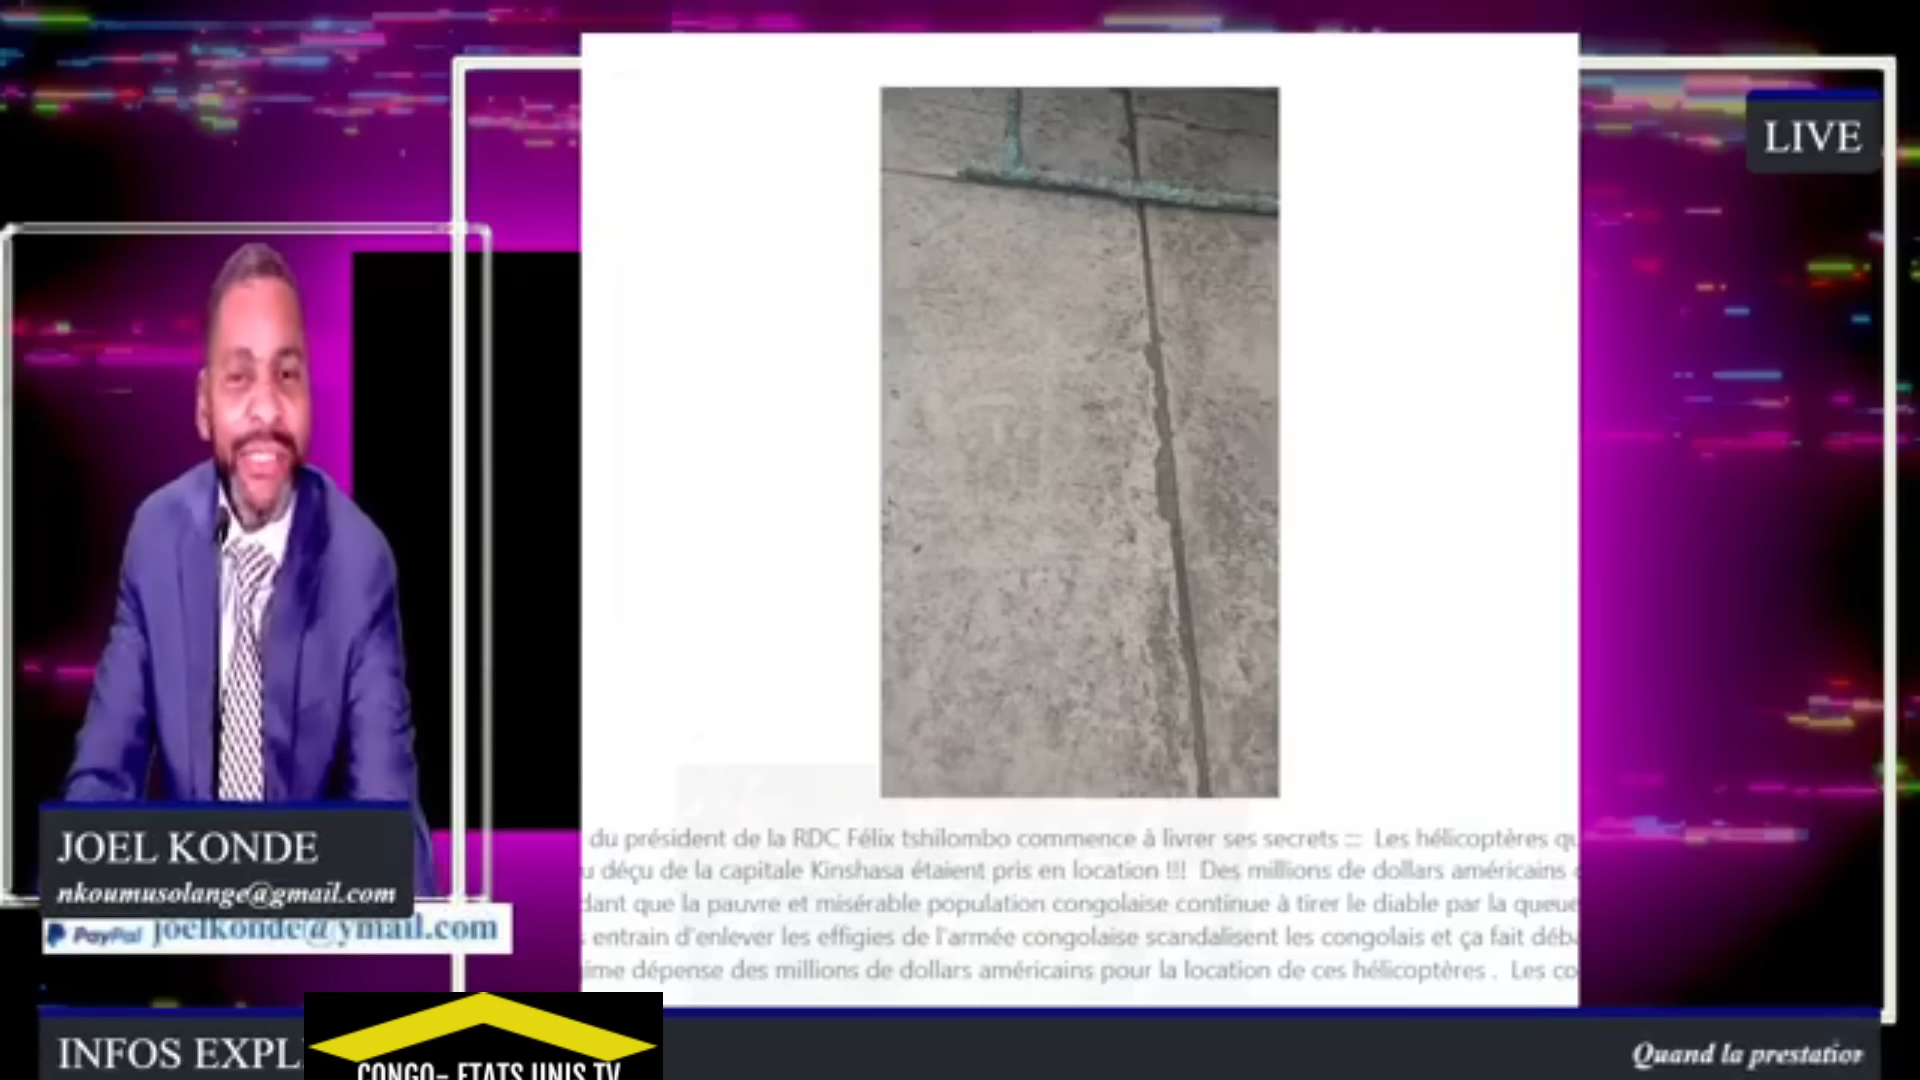 LIVE
du président de la RDC Félix tshilombo commence à livrer ses secrets :: Les hélicoptères
déçu de la capitale Kinshasa étaient pris en location !!! Des millions de dollars américains
que la pauvre et misérable population congolaise continue à tirer le diable par la queue
entrain d'enlever les effigies de l'armée congolaise scandalisent les congolais et ça fait
dépense des millions de dollars américains pour la location de ces hélicoptères . Les
JOEL KONDE
nkoumusolange@gmail.com
PayPal joelkonde@ymail.com
INFOS
CONGO- ETATS UNIS TV
Quand la prestation